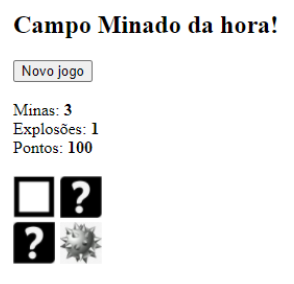 Campo Minado da hora!
Novo jogo
Minas: 3
Explosões: 1
Pontos: 100
?
?